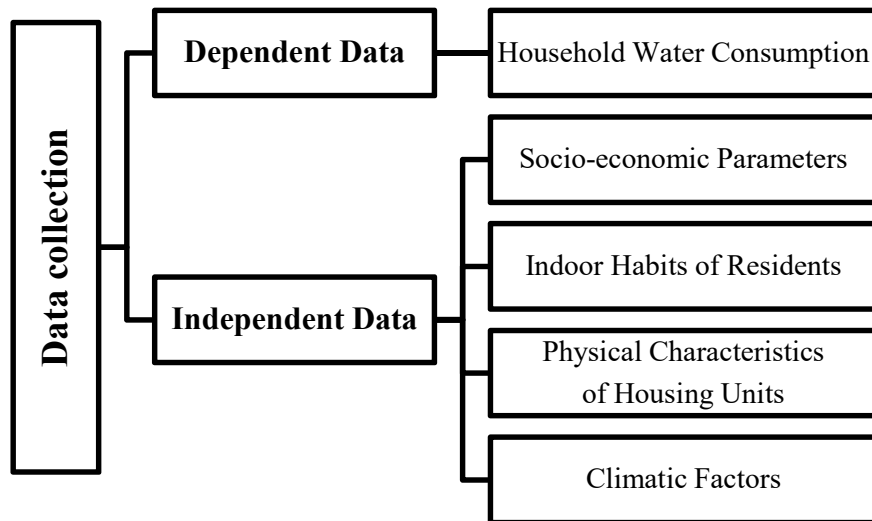 Data collection
Dependent Data
Household Water Consumption
Independent Data
Socio-economic Parameters
Indoor Habits of Residents
Physical Characteristics
of Housing Units
Climatic Factors